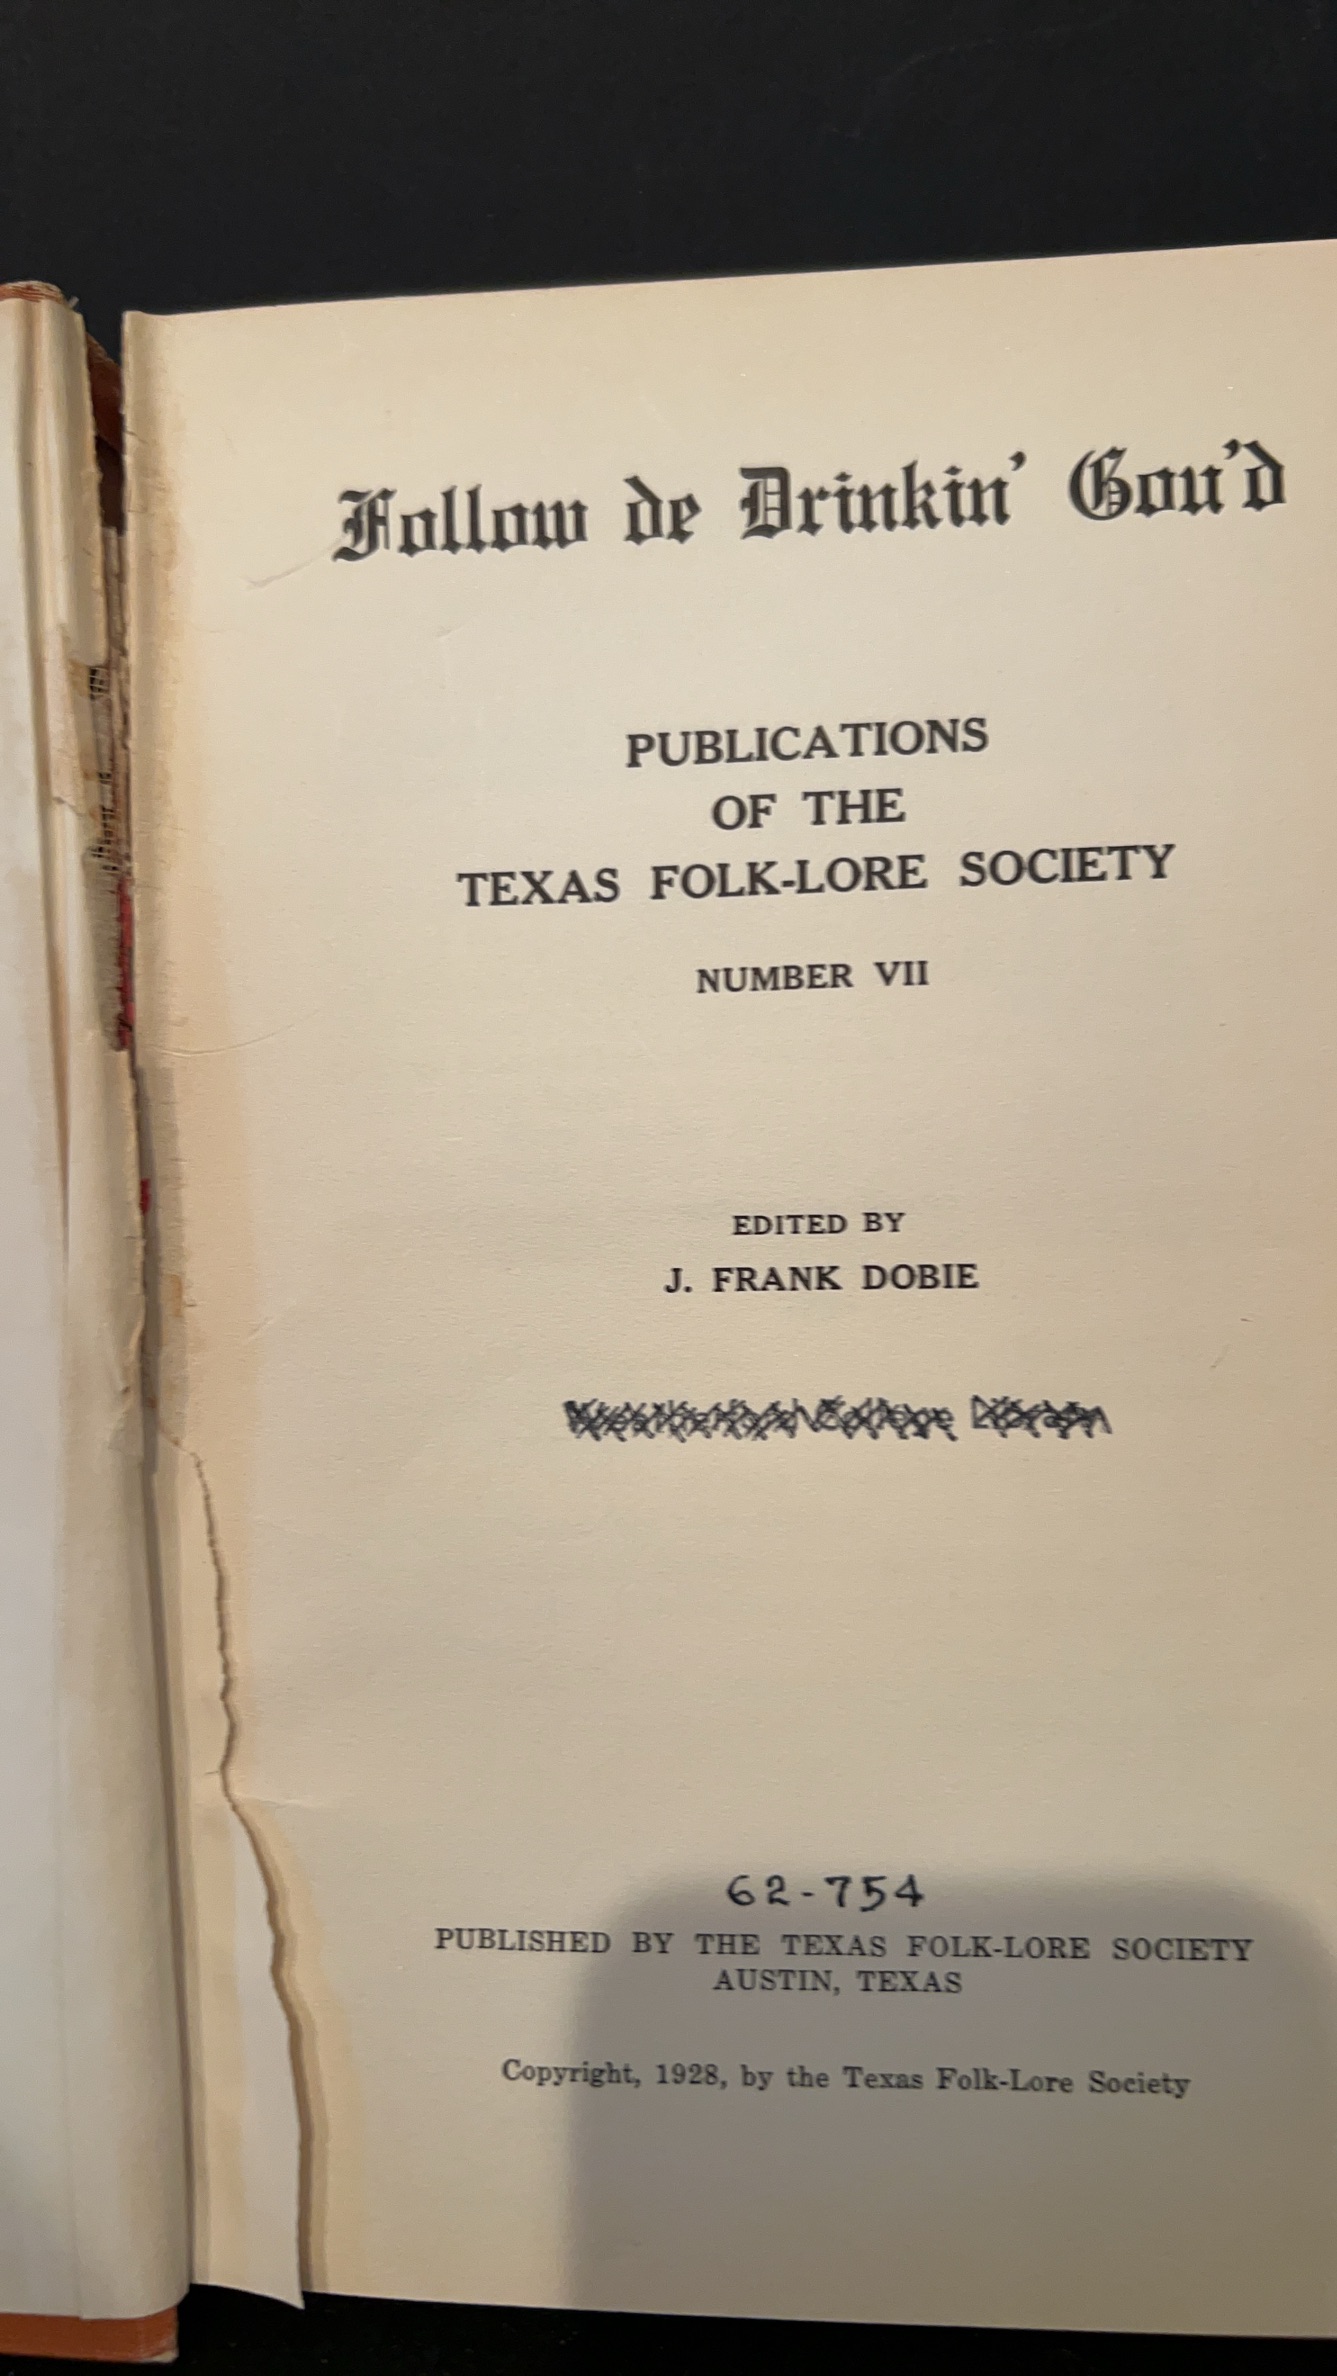 Follow de Drinkin' Gou'd
PUBLICATIONS
OF THE
TEXAS FOLK-LORE SOCIETY
NUMBER VII
EDITED BY
J. FRANK DOBIE
62-754
PUBLISHED BY THE TEXAS FOLK-LORE SOCIETY
AUSTIN, TEXAS
Copyright, 1928, by the Texas Folk-Lore Society